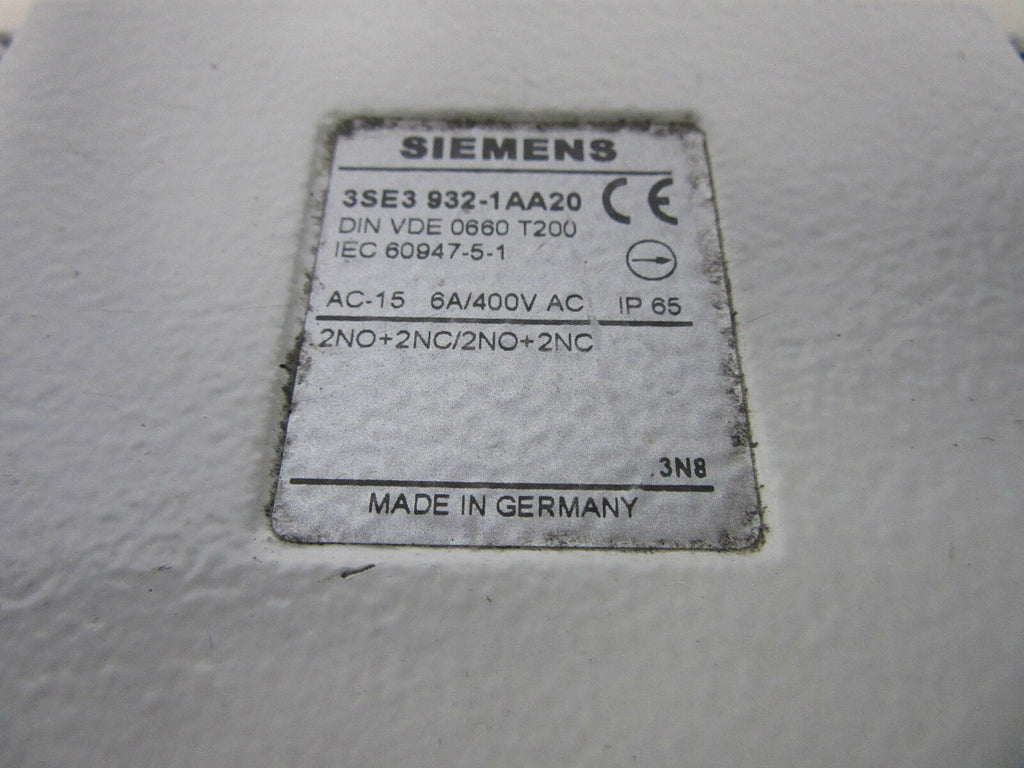 SIEMENS
3SE3 932-1AA20 CE
DIN VDE 0660 T200
IEC 60947-5-1
AC-15 6A/400V AC IP 65
2NO+2NC/2NO+2NC
.3N8
MADE IN GERMANY